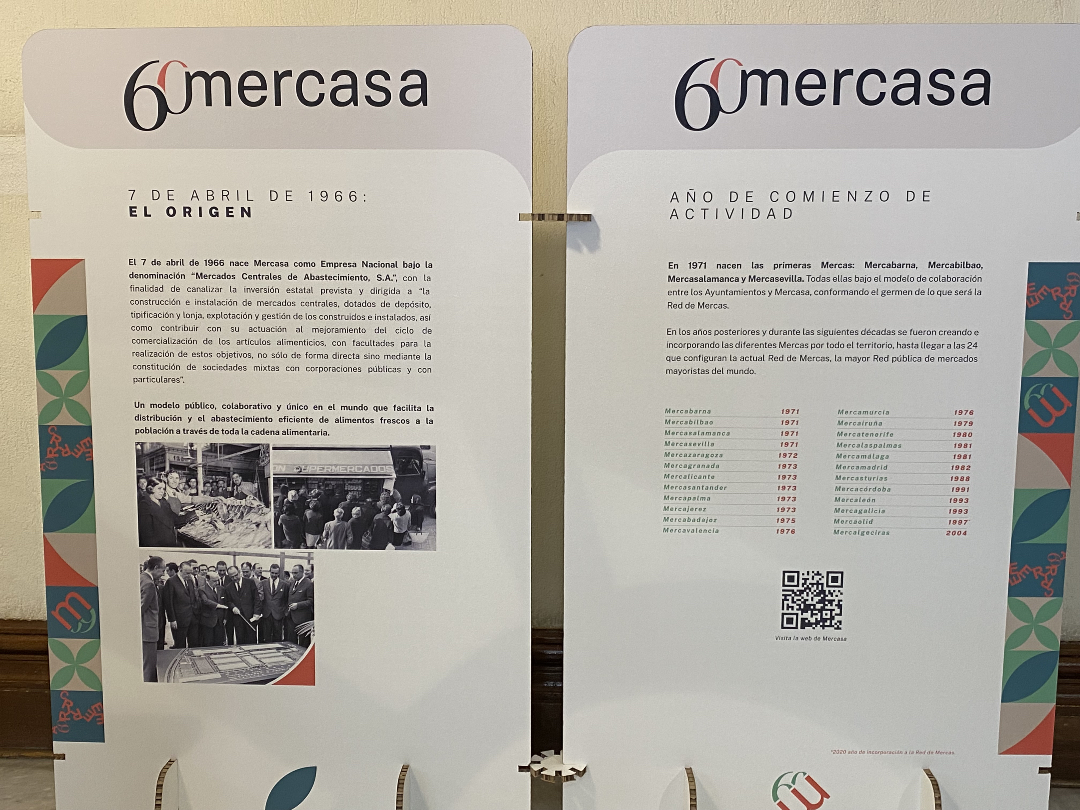 60mercasa
7 DE ABRIL DE 1966:
EL ORIGEN
El 7 de abril de 1966 nace Mercasa como Empresa Nacional bajo la
denominación “Mercados Centrales de Abastecimiento, S.A.”, con la
finalidad de canalizar la inversión estatal prevista y dirigida a “la
construcción e instalación de mercados centrales, dotados de depósito,
tipificación y lonja, explotación y gestión de los construidos e instalados, así
como contribuir con su actuación al mejoramiento del ciclo de
comercialización de los artículos alimenticios, con facultades para la
realización de estos objetivos, no sólo de forma directa sino mediante la
constitución de sociedades mixtas con corporaciones públicas y con
particulares”.
Un modelo público, colaborativo y único en el mundo que facilita la
distribución y el abastecimiento eficiente de alimentos frescos a la
población a través de toda la cadena alimentaria.
ON SUPERMERCADOS
60mercasa
AÑO DE COMIENZO DE
ACTIVIDAD
En 1971 nacen las primeras Mercas: Mercabarna, Mercabilbao,
Mercasalamanca y Mercasevilla. Todas ellas bajo el modelo de colaboración
entre los Ayuntamientos y Mercasa, conformando el germen de lo que será la
Red de Mercas.
En los años posteriores y durante las siguientes décadas se fueron creando e
incorporando las diferentes Mercas por todo el territorio, hasta llegar a las 24
que configuran la actual Red de Mercas, la mayor Red pública de mercados
mayoristas del mundo.
Mercabarna 1971
Mercabilbao 1971
Mercasalamanca 1971
Mercasevilla 1971
Mercazaragoza 1972
Mercagranada 1973
Mercalicante 1973
Mercasantander 1973
Mercapalma 1973
Mercajerez 1973
Mercabadajoz 1975
Mercavalencia 1976
Mercamurcia 1976
Mercairuña 1979
Mercatenerife 1980
Mercalaspalmas 1981
Mercamálaga 1981
Mercamadrid 1982
Mercasturias 1988
Mercacórdoba 1991
Mercaleón 1993
Mercagalicia 1993
Mercaolid 1997*
Mercalgeciras 2004
Visita la web de Mercasa
*2020 año de incorporación a la Red de Mercas.